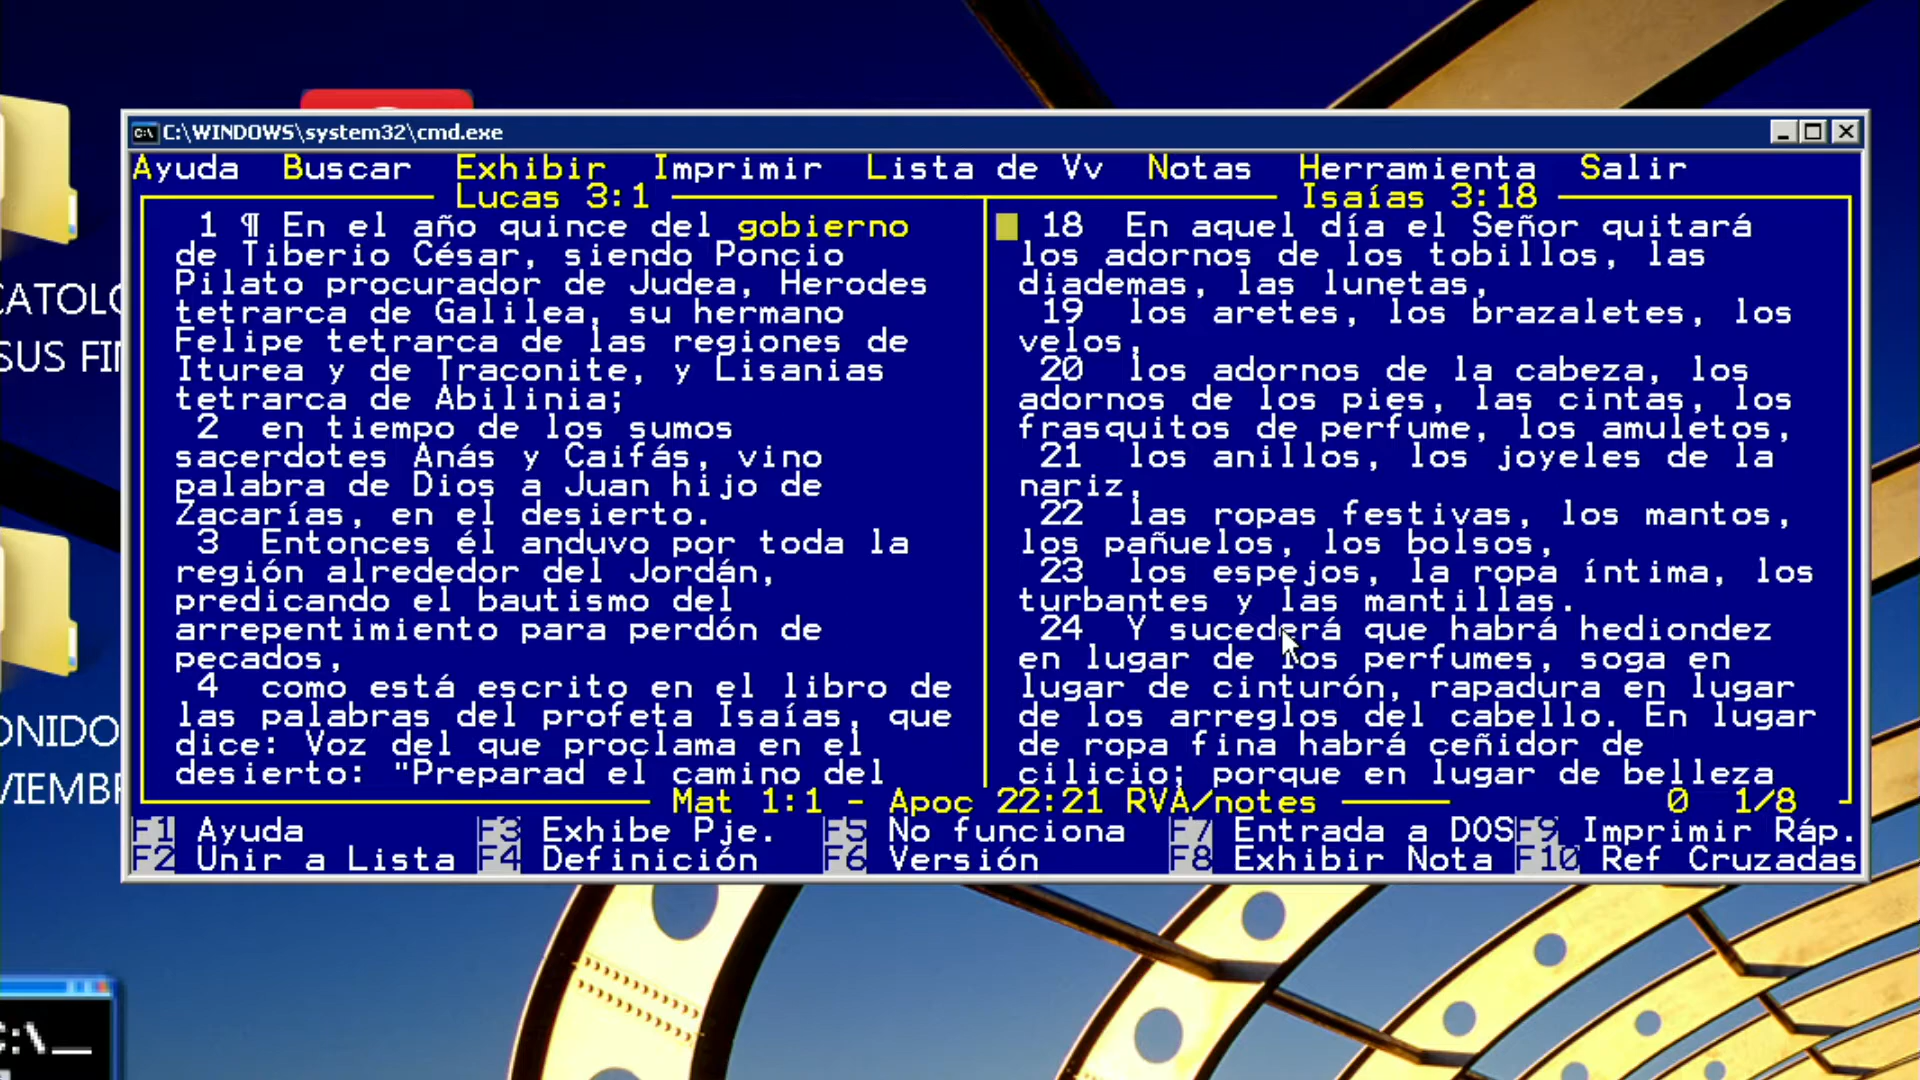 CATOLO
SUS FIN
ONIDO
VIEMBR
C:\_
C:\WINDOWS\system32\cmd.exe
Ayuda Buscar Exhibir Imprimir Lista de Vv Notas Herramienta Salir
Lucas 3:1
1 ¶ En el año quince del gobierno
de Tiberio César, siendo Poncio
Pilato procurador de Judea, Herodes
tetrarca de Galilea, su hermano
Felipe tetrarca de las regiones de
Iturea y de Traconite, y Lisanias
tetrarca de Abilinia;
2 en tiempo de los sumos
sacerdotes Anás y Caifás, vino
palabra de Dios a Juan hijo de
Zacarías, en el desierto.
3 Entonces él anduvo por toda la
región alrededor del Jordán,
predicando el bautismo del
arrepentimiento para perdón de
pecados,
4 como está escrito en el libro de
las palabras del profeta Isaías, que
dice: Voz del que proclama en el
desierto: "Preparad el camino del
Isaías 3:18
18 En aquel día el Señor quitará
los adornos de los tobillos, las
diademas, las lunetas,
19 los aretes, los brazaletes, los
velos,
20 los adornos de la cabeza, los
adornos de los pies, las cintas, los
frasquitos de perfume, los amuletos,
21 los anillos, los joyeles de la
nariz,
22 las ropas festivas, los mantos,
los pañuelos, los bolsos,
23 los espejos, la ropa íntima, los
turbantes y las mantillas.
24 Y sucederá que habrá hediondez
en lugar de los perfumes, soga en
lugar de cinturón, rapadura en lugar
de los arreglos del cabello. En lugar
de ropa fina habrá ceñidor de
cilicio; porque en lugar de belleza
Mat 1:1 - Apoc 22:21 RVA/notes 0 1/8
F1 Ayuda F3 Exhibe Pje. F5 No funciona F7 Entrada a DOS F9 Imprimir Ráp.
F2 Unir a Lista F4 Definición F6 Versión F8 Exhibir Nota F10 Ref Cruzadas